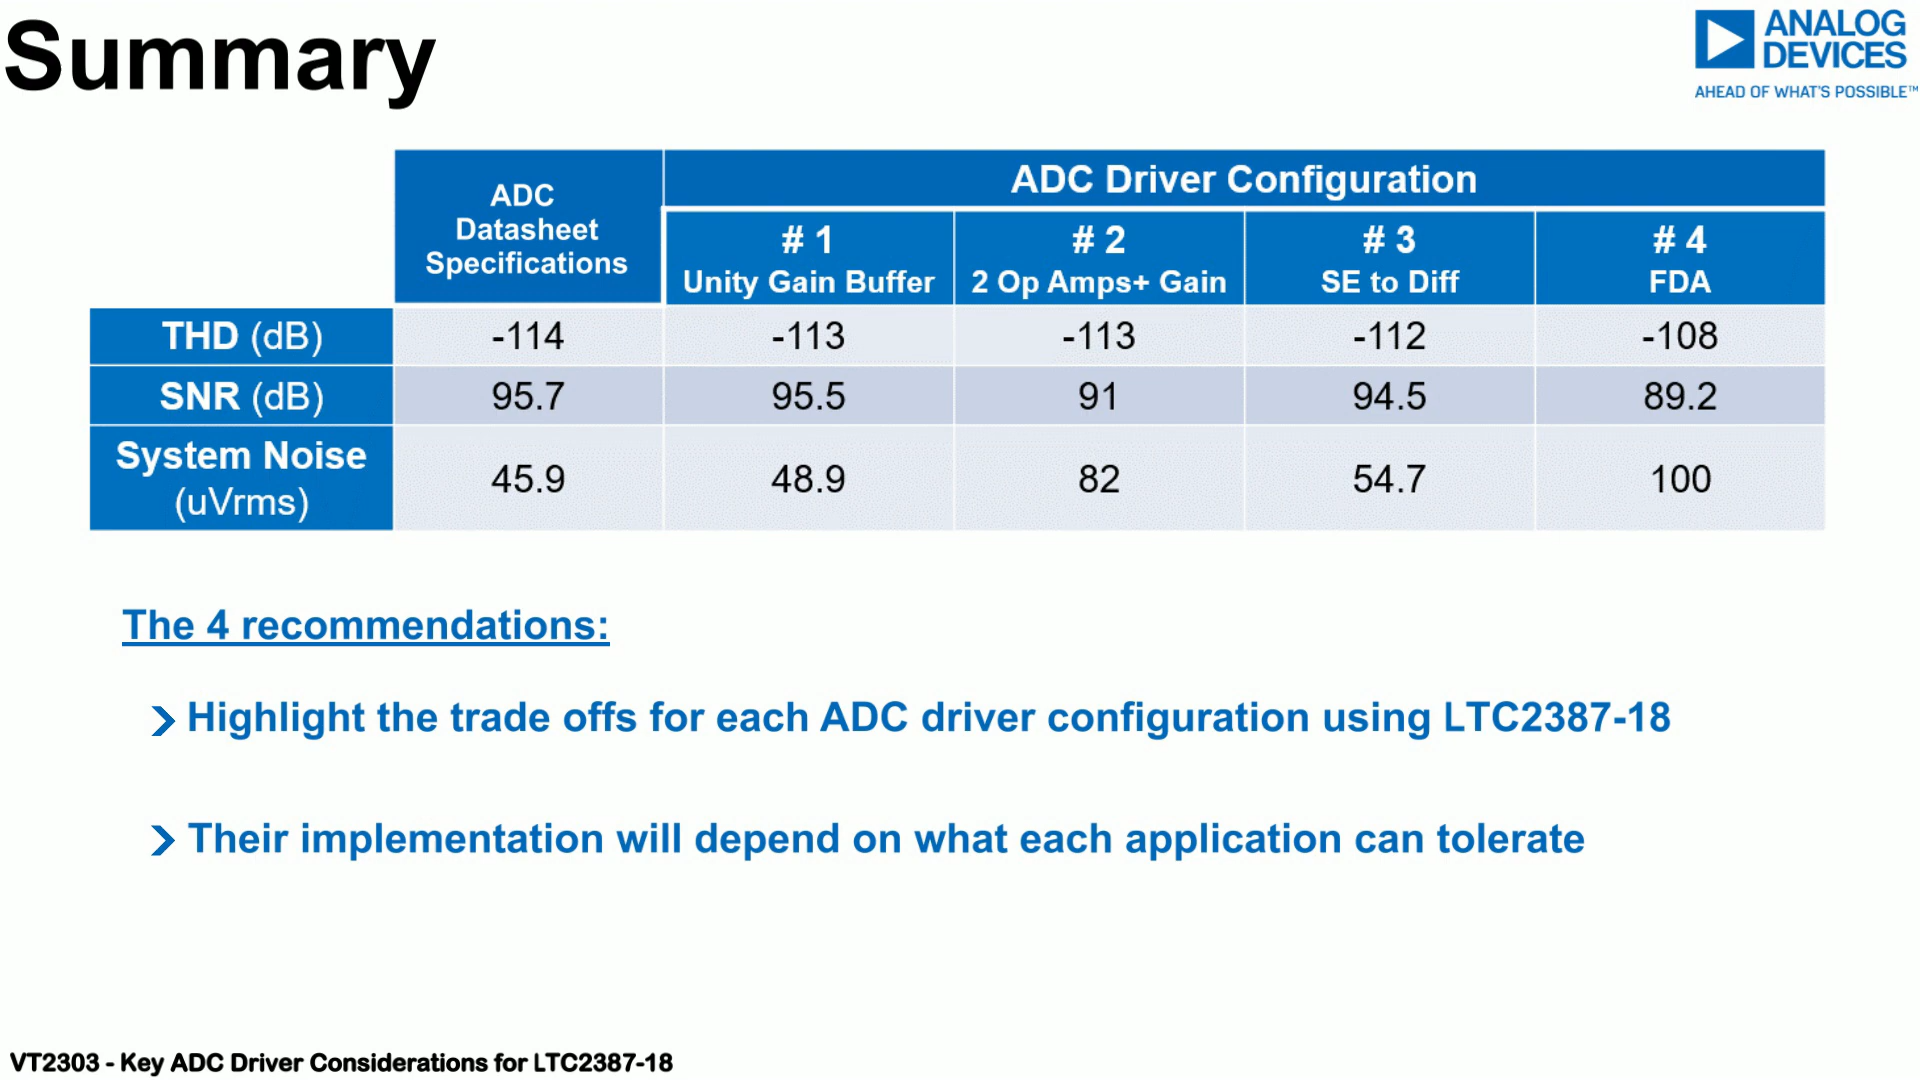 Summary
ANALOG
DEVICES
AHEAD OF WHAT'S POSSIBLE™
ADC
Datasheet
Specifications
ADC Driver Configuration
# 1
Unity Gain Buffer
# 2
2 Op Amps+ Gain
# 3
SE to Diff
# 4
FDA
THD (dB) -114 -113 -113 -112 -108
SNR (dB) 95.7 95.5 91 94.5 89.2
System Noise
(uVrms)
45.9 48.9 82 54.7 100
The 4 recommendations:
Highlight the trade offs for each ADC driver configuration using LTC2387-18
Their implementation will depend on what each application can tolerate
VT2303 - Key ADC Driver Considerations for LTC2387-18